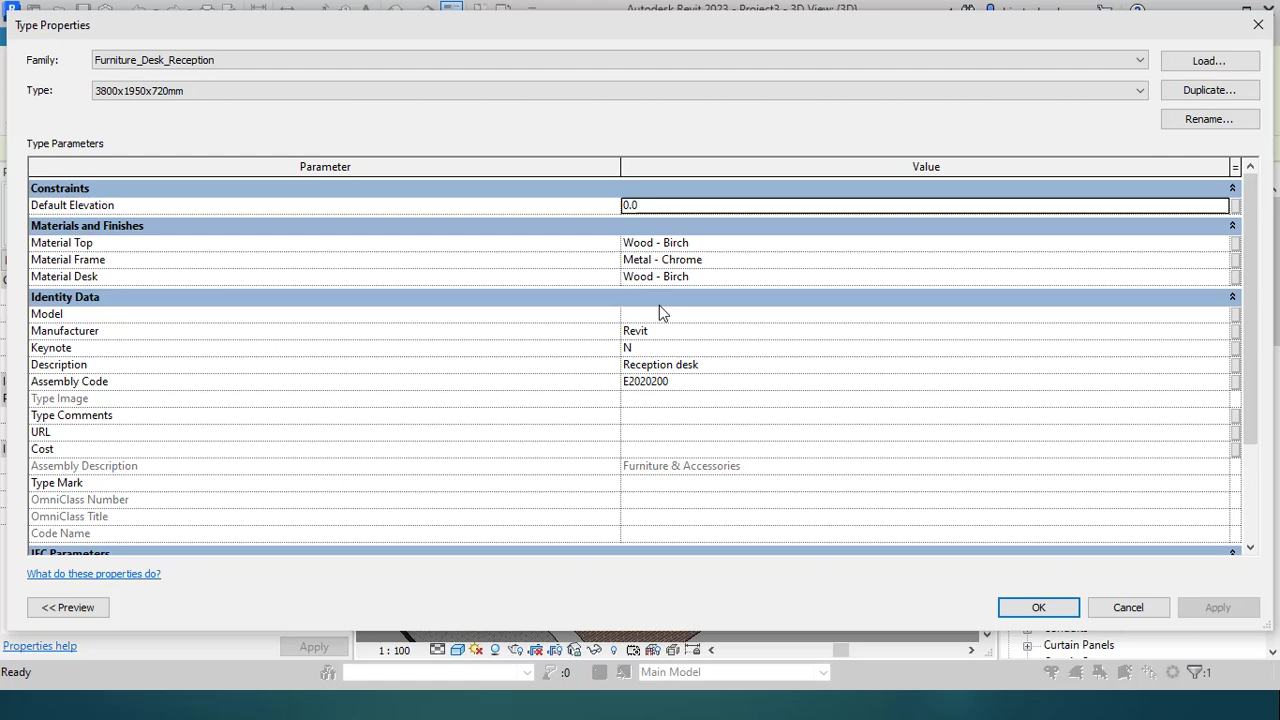 Autodesk Revit 2023 - Project3 - 3D View: {3D}
Type Properties
Family: Furniture_Desk_Reception Load...
Type: 3800x1950x720mm Duplicate...
Rename...
Type Parameters
Parameter Value =
Constraints
Default Elevation 0.0
Materials and Finishes
Material Top Wood - Birch
Material Frame Metal - Chrome
Material Desk Wood - Birch
Identity Data
Model
Manufacturer Revit
Keynote N
Description Reception desk
Assembly Code E2020200
Type Image
Type Comments
URL
Cost
Assembly Description Furniture & Accessories
Type Mark
OmniClass Number
OmniClass Title
Code Name
IFC Parameters
What do these properties do?
<< Preview OK Cancel Apply
Properties help Apply 1 : 100 Curtain Panels
Ready :0 Main Model :1